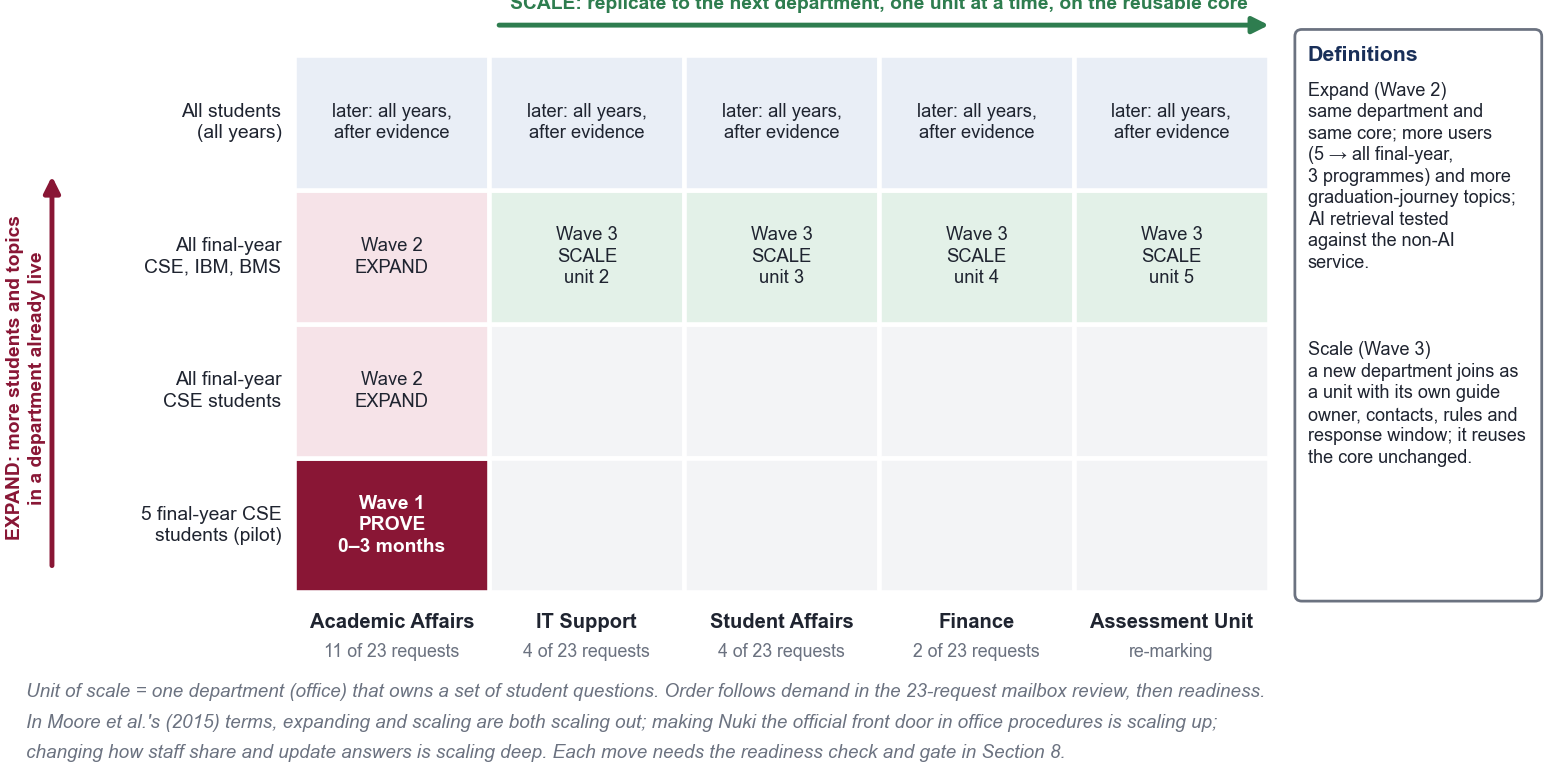 SCALE: replicate to the next department, one unit at a time, on the reusable core
All students
(all years)
later: all years,
after evidence
later: all years,
after evidence
later: all years,
after evidence
later: all years,
after evidence
later: all years,
after evidence
All final-year
CSE, IBM, BMS
Wave 2
EXPAND
Wave 3
SCALE
unit 2
Wave 3
SCALE
unit 3
Wave 3
SCALE
unit 4
Wave 3
SCALE
unit 5
All final-year
CSE students
Wave 2
EXPAND
5 final-year CSE
students (pilot)
Wave 1
PROVE
0–3 months
EXPAND: more students and topics
in a department already live
Academic Affairs
11 of 23 requests
IT Support
4 of 23 requests
Student Affairs
4 of 23 requests
Finance
2 of 23 requests
Assessment Unit
re-marking
Definitions
Expand (Wave 2)
same department and
same core; more users
(5 → all final-year,
3 programmes) and more
graduation-journey topics;
AI retrieval tested
against the non-AI
service.
Scale (Wave 3)
a new department joins as
a unit with its own guide
owner, contacts, rules and
response window; it reuses
the core unchanged.
Unit of scale = one department (office) that owns a set of student questions. Order follows demand in the 23-request mailbox review, then readiness.
In Moore et al.'s (2015) terms, expanding and scaling are both scaling out; making Nuki the official front door in office procedures is scaling up;
changing how staff share and update answers is scaling deep. Each move needs the readiness check and gate in Section 8.